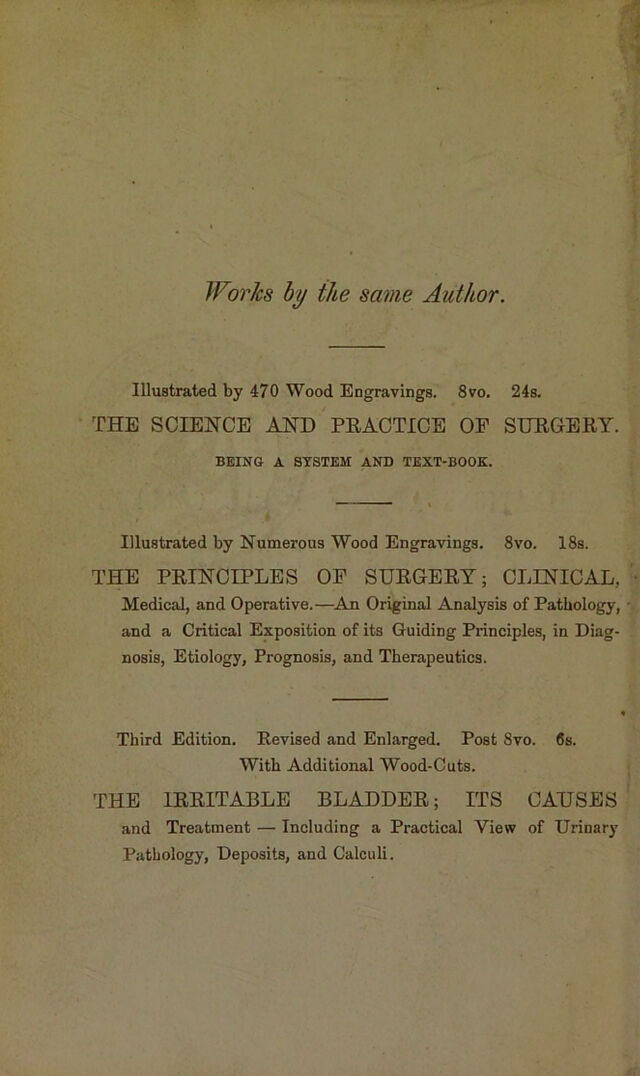 Works by the same Author.
Illustrated by 470 Wood Engravings. 8vo. 24s.
THE SCIENCE AND PRACTICE OF SURGERY.
BEING A SYSTEM AND TEXT-BOOK.
Illustrated by Numerous Wood Engravings. 8vo. 18s.
THE PRINCIPLES OF SURGERY; CLINICAL,
Medical, and Operative.—An Original Analysis of Pathology,
and a Critical Exposition of its Guiding Principles, in Diag-
nosis, Etiology, Prognosis, and Therapeutics.
Third Edition. Revised and Enlarged. Post 8vo. 6s.
With Additional Wood-Cuts.
THE IRRITABLE BLADDER; ITS CAUSES
and Treatment — Including a Practical View of Urinary
Pathology, Deposits, and Calculi.